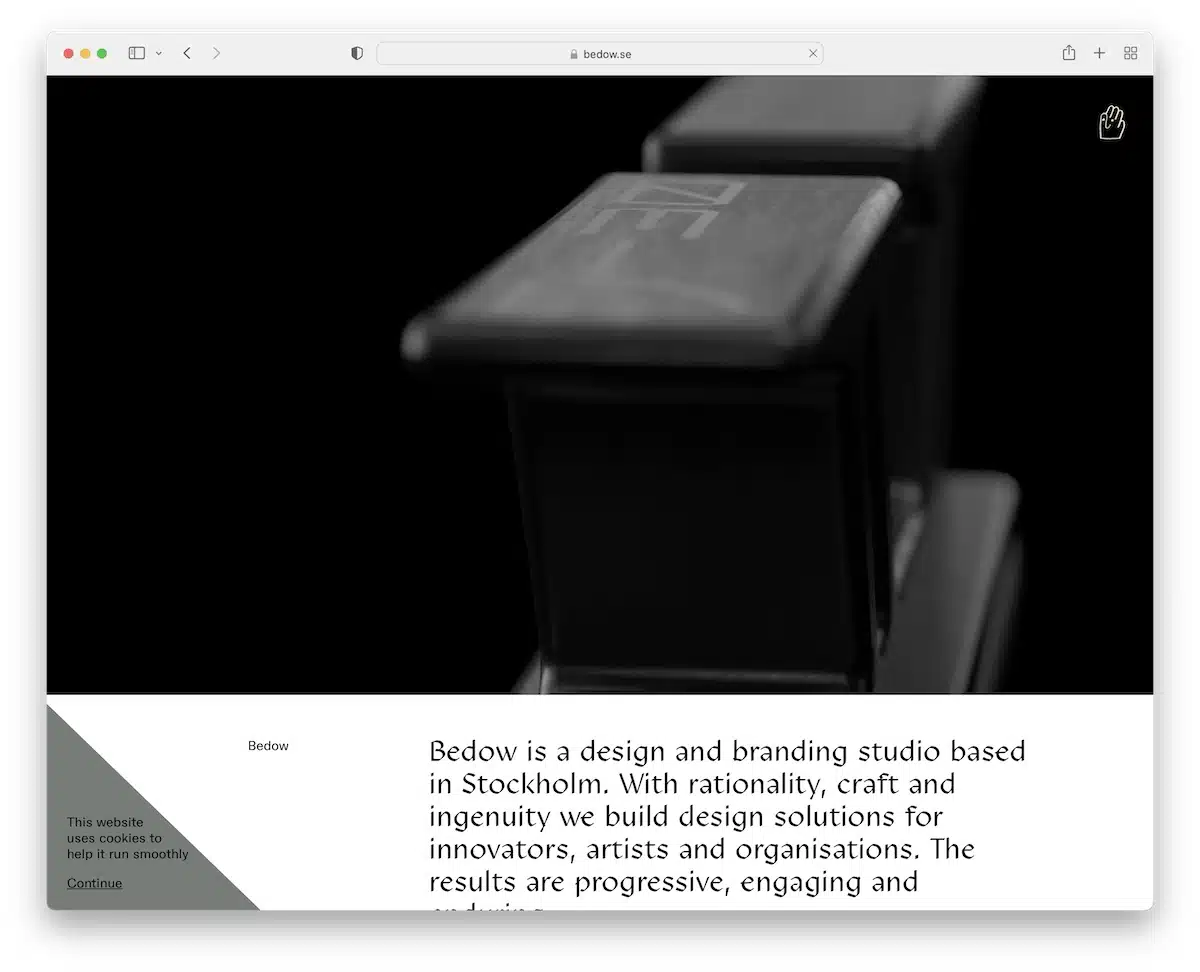 bedow.se
Bedow
Bedow is a design and branding studio based
in Stockholm. With rationality, craft and
ingenuity we build design solutions for
innovators, artists and organisations. The
results are progressive, engaging and
This website
uses cookies to
help it run smoothly
Continue